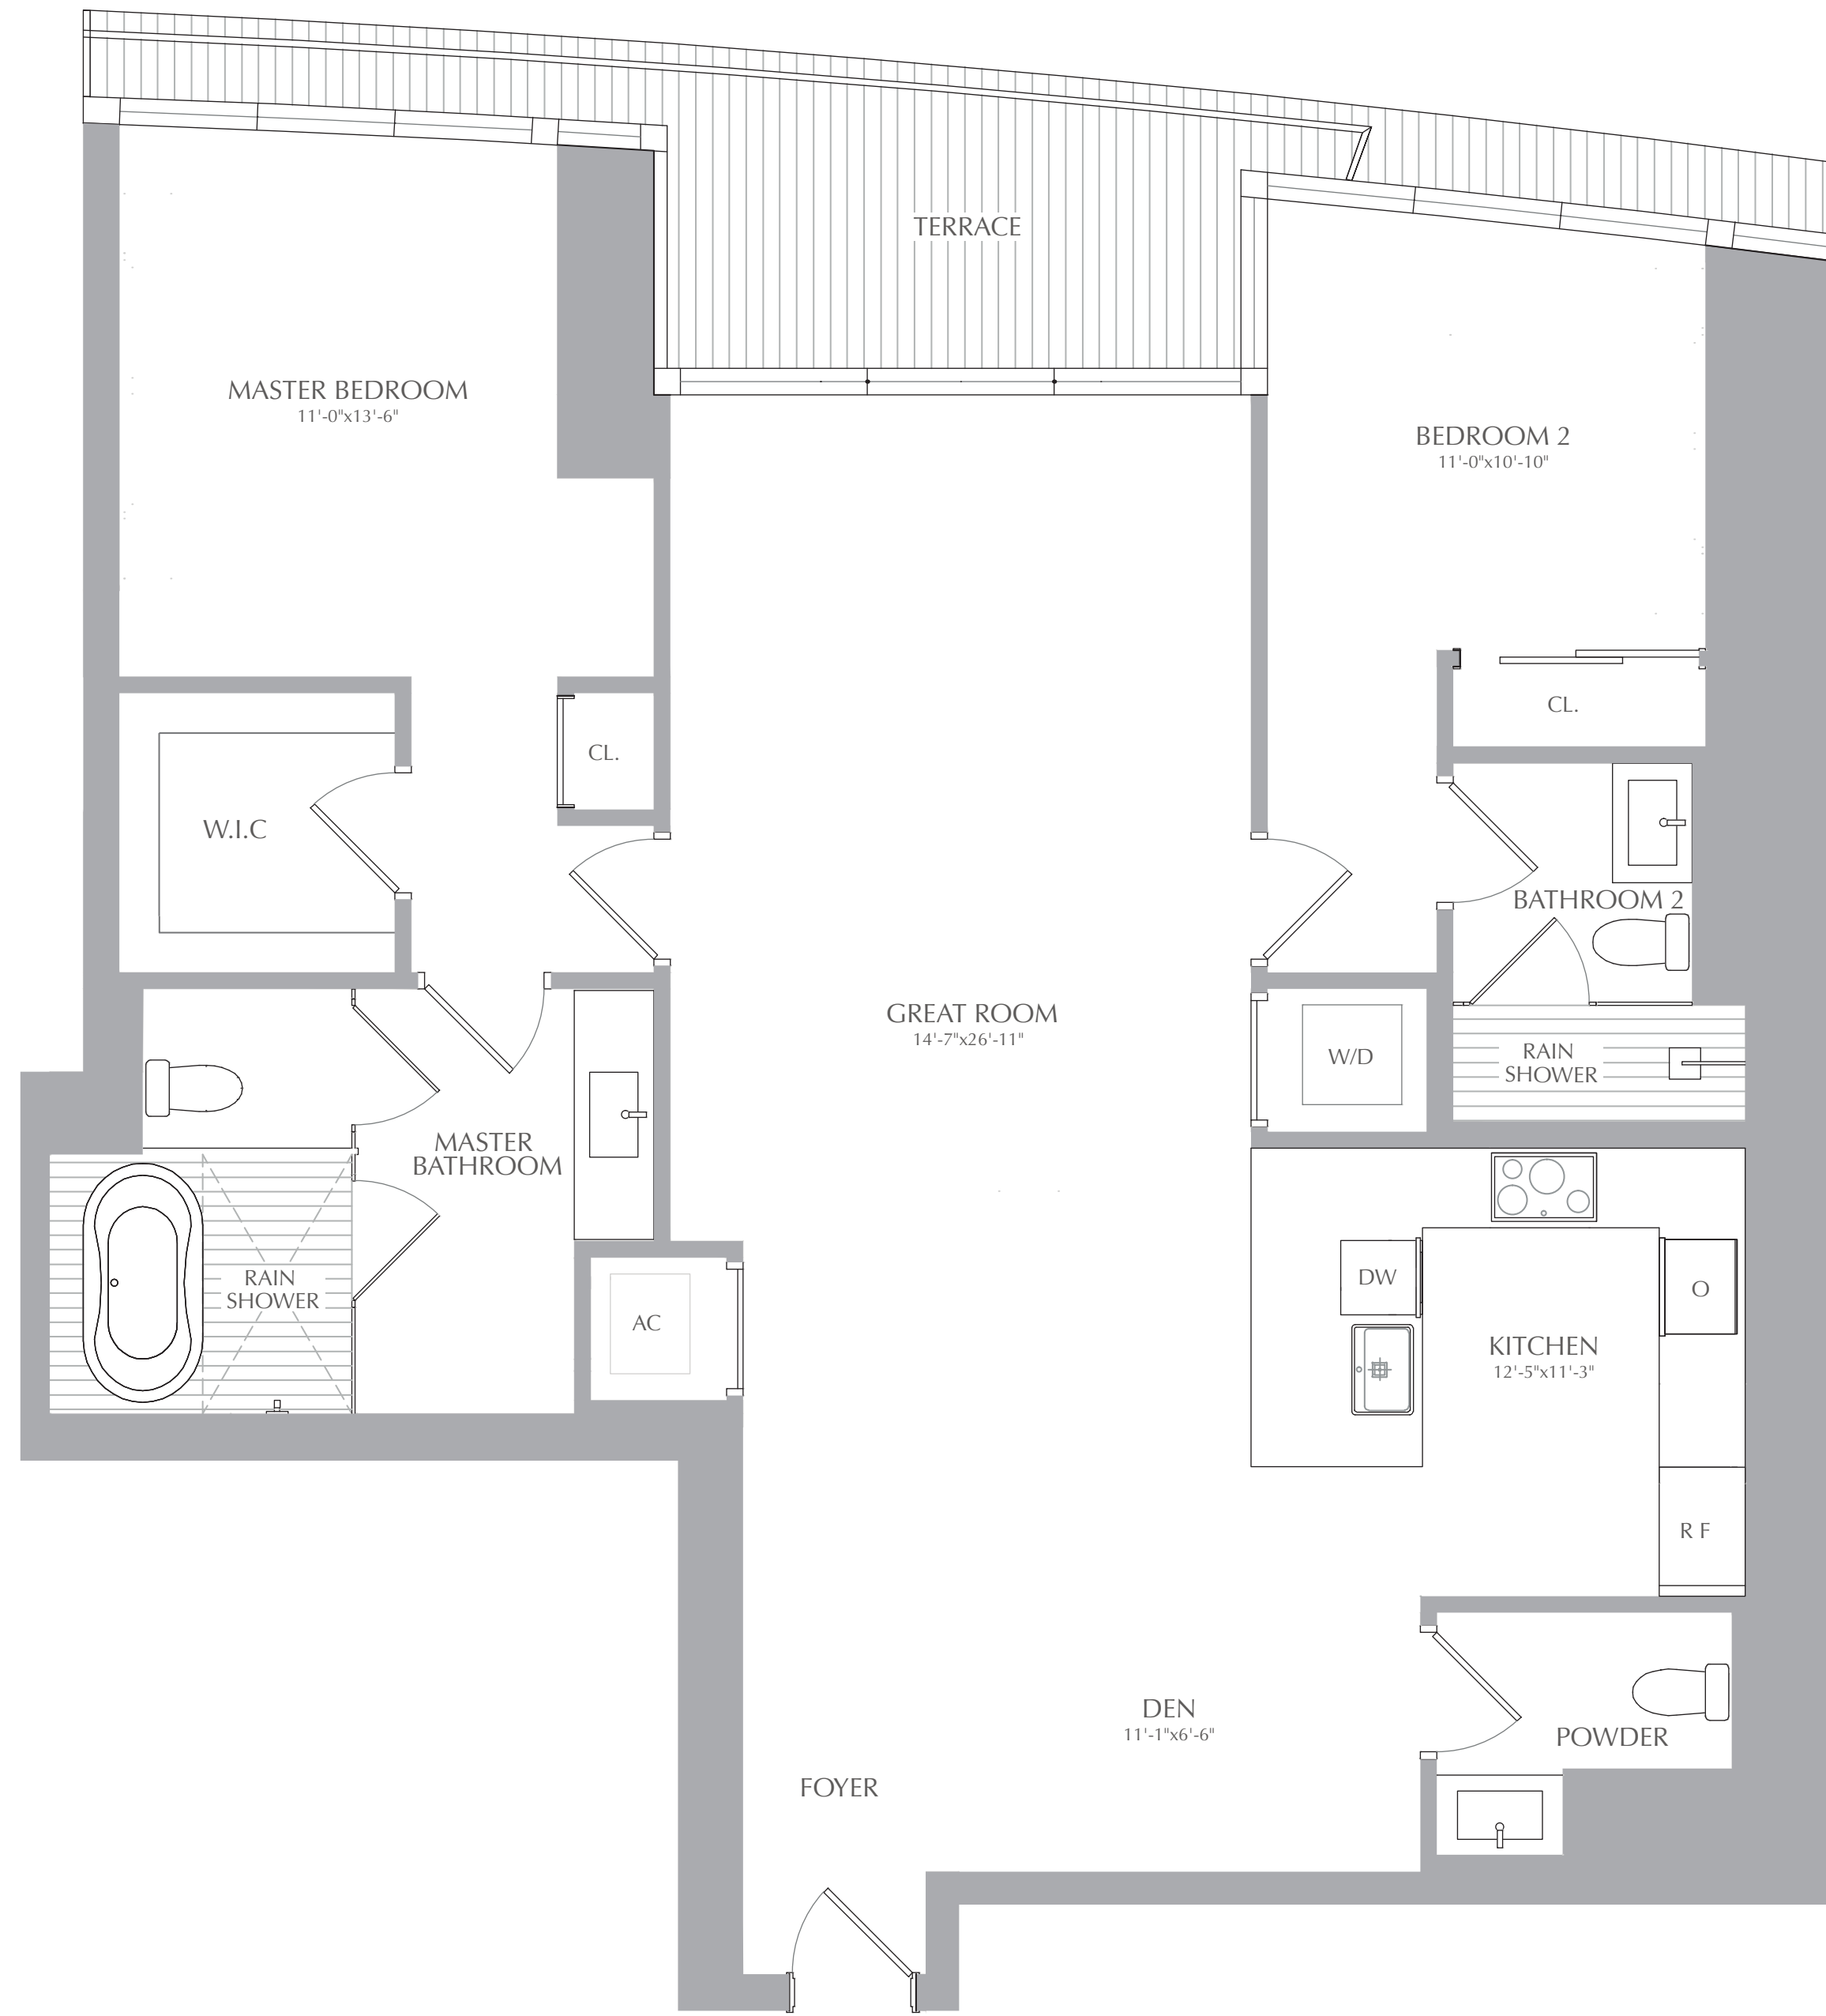 TERRACE
MASTER BEDROOM
11'-0"x13'-6"
BEDROOM 2
11'-0"x10'-10"
CL.
CL.
W.I.C
BATHROOM 2
GREAT ROOM
14'-7"x26'-11"
W/D
RAIN
SHOWER
MASTER
BATHROOM
RAIN
SHOWER
AC
DW
O
KITCHEN
12'-5"x11'-3"
R F
DEN
11'-1"x6'-6"
POWDER
FOYER